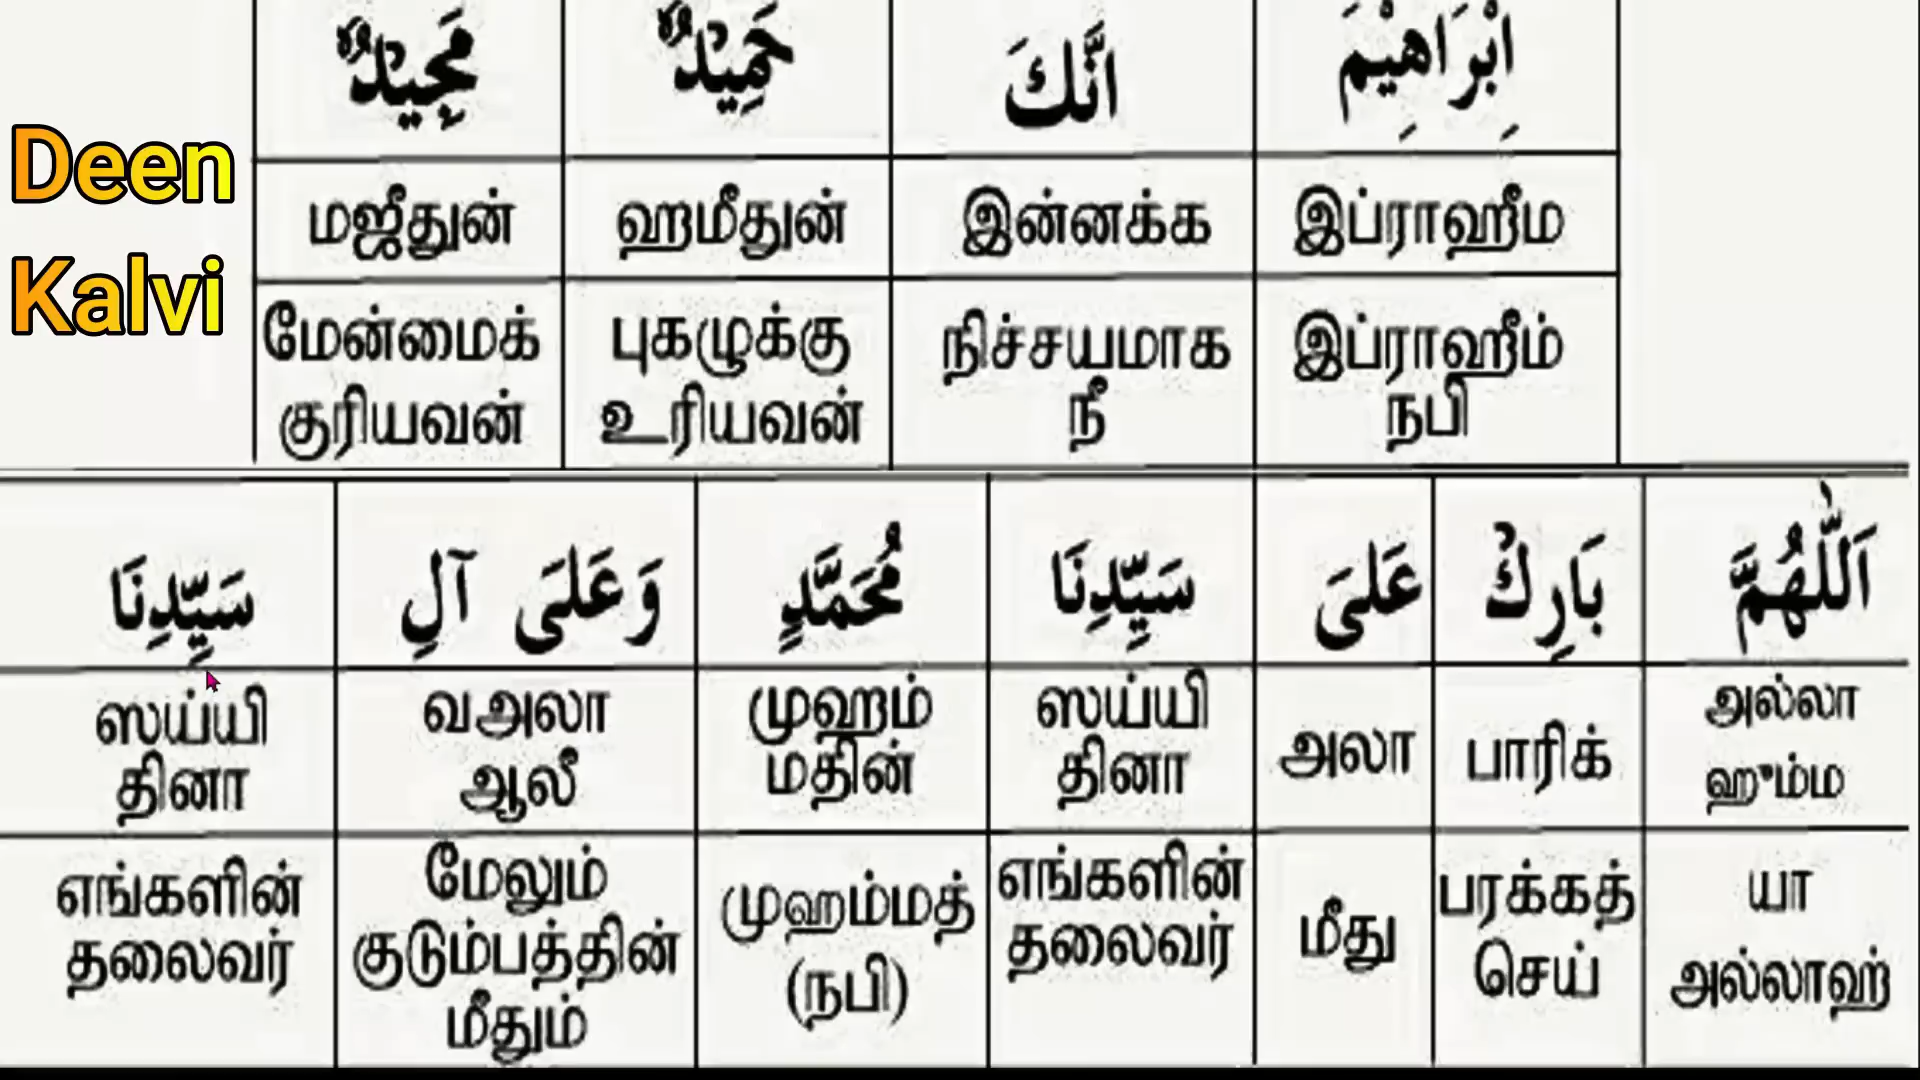 Deen
Kalvi
اِبْرَاهِيْمَ اِنَّكَ حَمِيْدٌ مَجِيْدٌ
இப்ராஹீம இன்னக்க ஹமீதுன் மஜீதுன்
இப்ராஹீம் நிச்சயமாக புகழுக்கு மேன்மைக்
நபி நீ உரியவன் குரியவன்
اَللّٰهُمَّ بَارِكْ عَلىَ سَيِّدِنَا مُحَمَّدٍ وَعَلىَ آلِ سَيِّدِنَا
அல்லா பாரிக் அலா ஸய்யி முஹம் வஅலா ஸய்யி
ஹும்ம தினா மதின் ஆலீ தினா
யா பரக்கத் மீது எங்களின் முஹம்மத் மேலும் எங்களின்
அல்லாஹ் செய் தலைவர் (நபி) குடும்பத்தின் தலைவர்
மீதும்